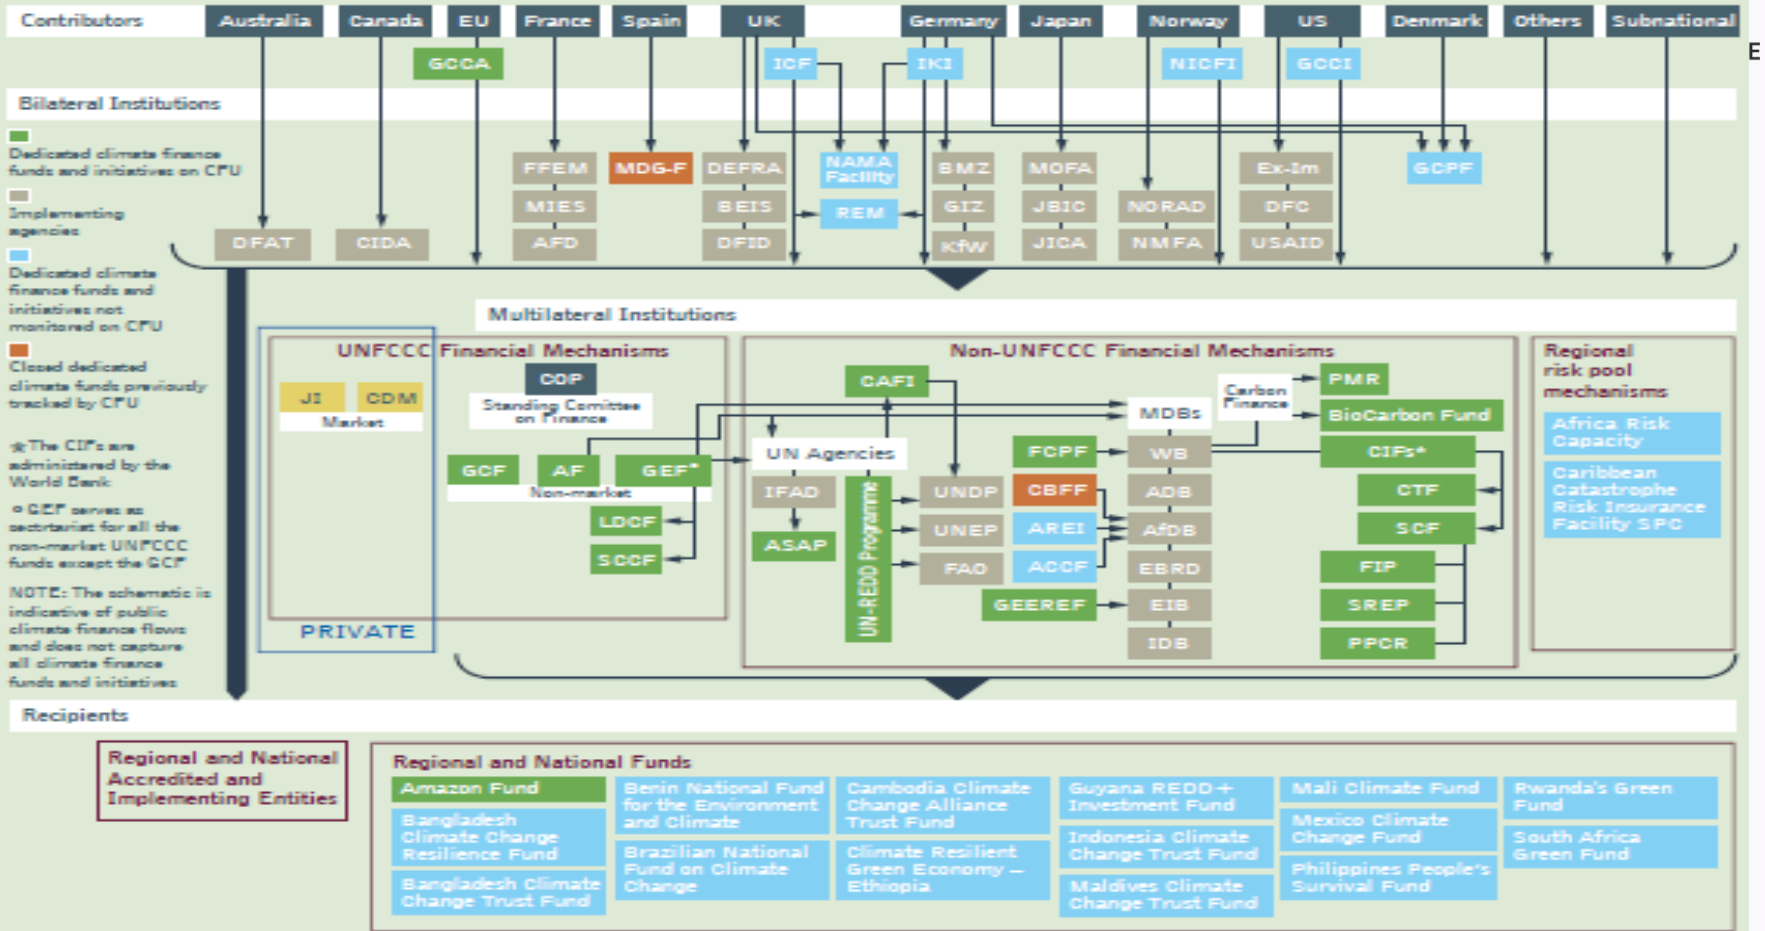 Contributors
Australia
Canada
EU
France
Spain
UK
Germany
Japan
Norway
US
Denmark
Others
Subnational
E
GCCA
ICF
IKI
NICFI
GCCI
Bilateral Institutions
Dedicated climate finance
funds and initiatives on CFU
Implementing
agencies
Dedicated climate
finance funds and
initiatives not
monitored on CFU
Closed dedicated
climate funds previously
tracked by CFU
The CIFs are
administered by the
World Bank
GEF serves as
sectrtariat for all the
non-market UNFCCC
funds except the GCF
NOTE: The schematic is
indicative of public
climate finance flows
and does not capture
all climate finance
funds and initiatives
DFAT
CIDA
FFEM
MIES
AFD
MDG-F
DEFRA
BEIS
DFID
NAMA
Facility
REM
BMZ
GIZ
KfW
MOFA
JBIC
JICA
NORAD
NMFA
Ex-Im
DFC
USAID
GCPF
Multilateral Institutions
UNFCCC Financial Mechanisms
JI
CDM
Market
COP
Standing Comittee
on Finance
GCF
AF
GEF°
Non-market
LDCF
SCCF
PRIVATE
Non-UNFCCC Financial Mechanisms
CAFI
UN Agencies
IFAD
ASAP
UN-REDD Programme
UNDP
UNEP
FAO
FCPF
CBFF
AREI
ACCF
GEEREF
MDBs
WB
ADB
AfDB
EBRD
EIB
IDB
Carbon
Finance
PMR
BioCarbon Fund
CIFs*
CTF
SCF
FIP
SREP
PPCR
Regional
risk pool
mechanisms
Africa Risk
Capacity
Caribbean
Catastrophe
Risk Insurance
Facility SPC
Recipients
Regional and National
Accredited and
Implementing Entities
Regional and National Funds
Amazon Fund
Bangladesh
Climate Change
Resilience Fund
Bangladesh Climate
Change Trust Fund
Benin National Fund
for the Environment
and Climate
Brazilian National
Fund on Climate
Change
Cambodia Climate
Change Alliance
Trust Fund
Climate Resilient
Green Economy –
Ethiopia
Guyana REDD+
Investment Fund
Indonesia Climate
Change Trust Fund
Maldives Climate
Change Trust Fund
Mali Climate Fund
Mexico Climate
Change Fund
Philippines People's
Survival Fund
Rwanda's Green
Fund
South Africa
Green Fund